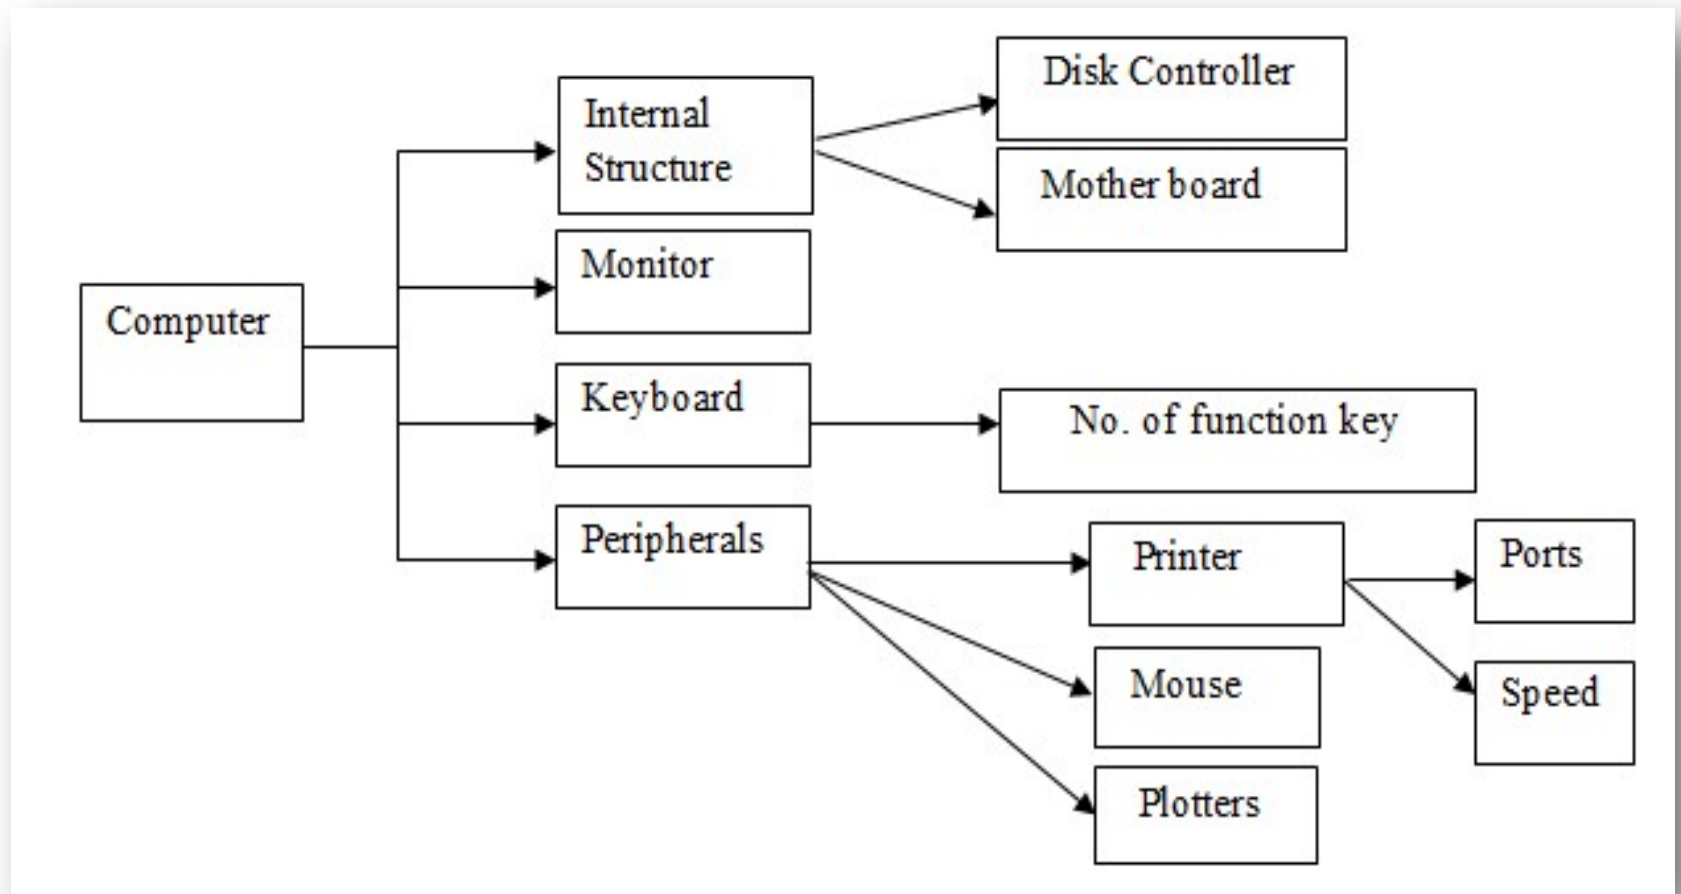 Computer
Internal
Structure
Monitor
Keyboard
Peripherals
Disk Controller
Mother board
No. of function key
Printer
Mouse
Plotters
Ports
Speed